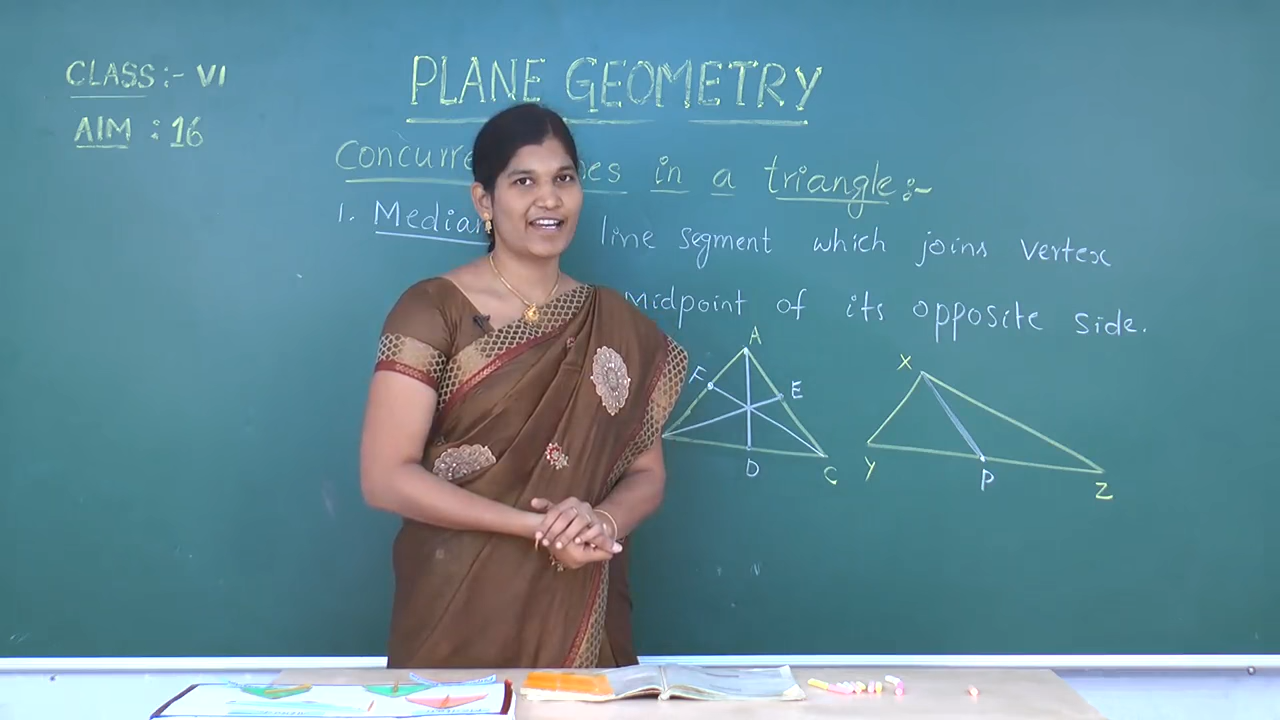 CLASS:- VI
PLANE GEOMETRY
AIM : 16
in a triangle:-
1. line segment which joins vertex
Midpoint of its opposite side.
A
X
F
E
Y
D
P
C
Z